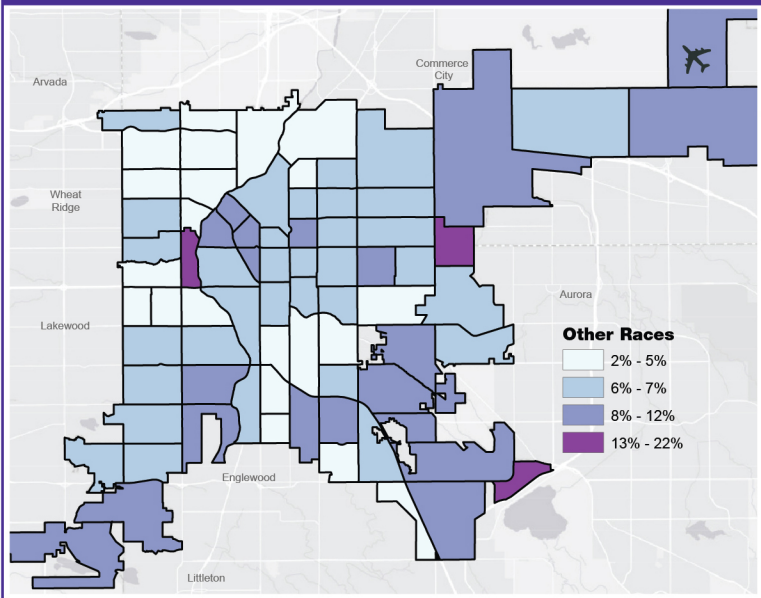 Commerce
City
Arvada
Wheat
Ridge
Aurora
Lakewood
Other Races
2% - 5%
6% - 7%
8% - 12%
13% - 22%
Englewood
Littleton